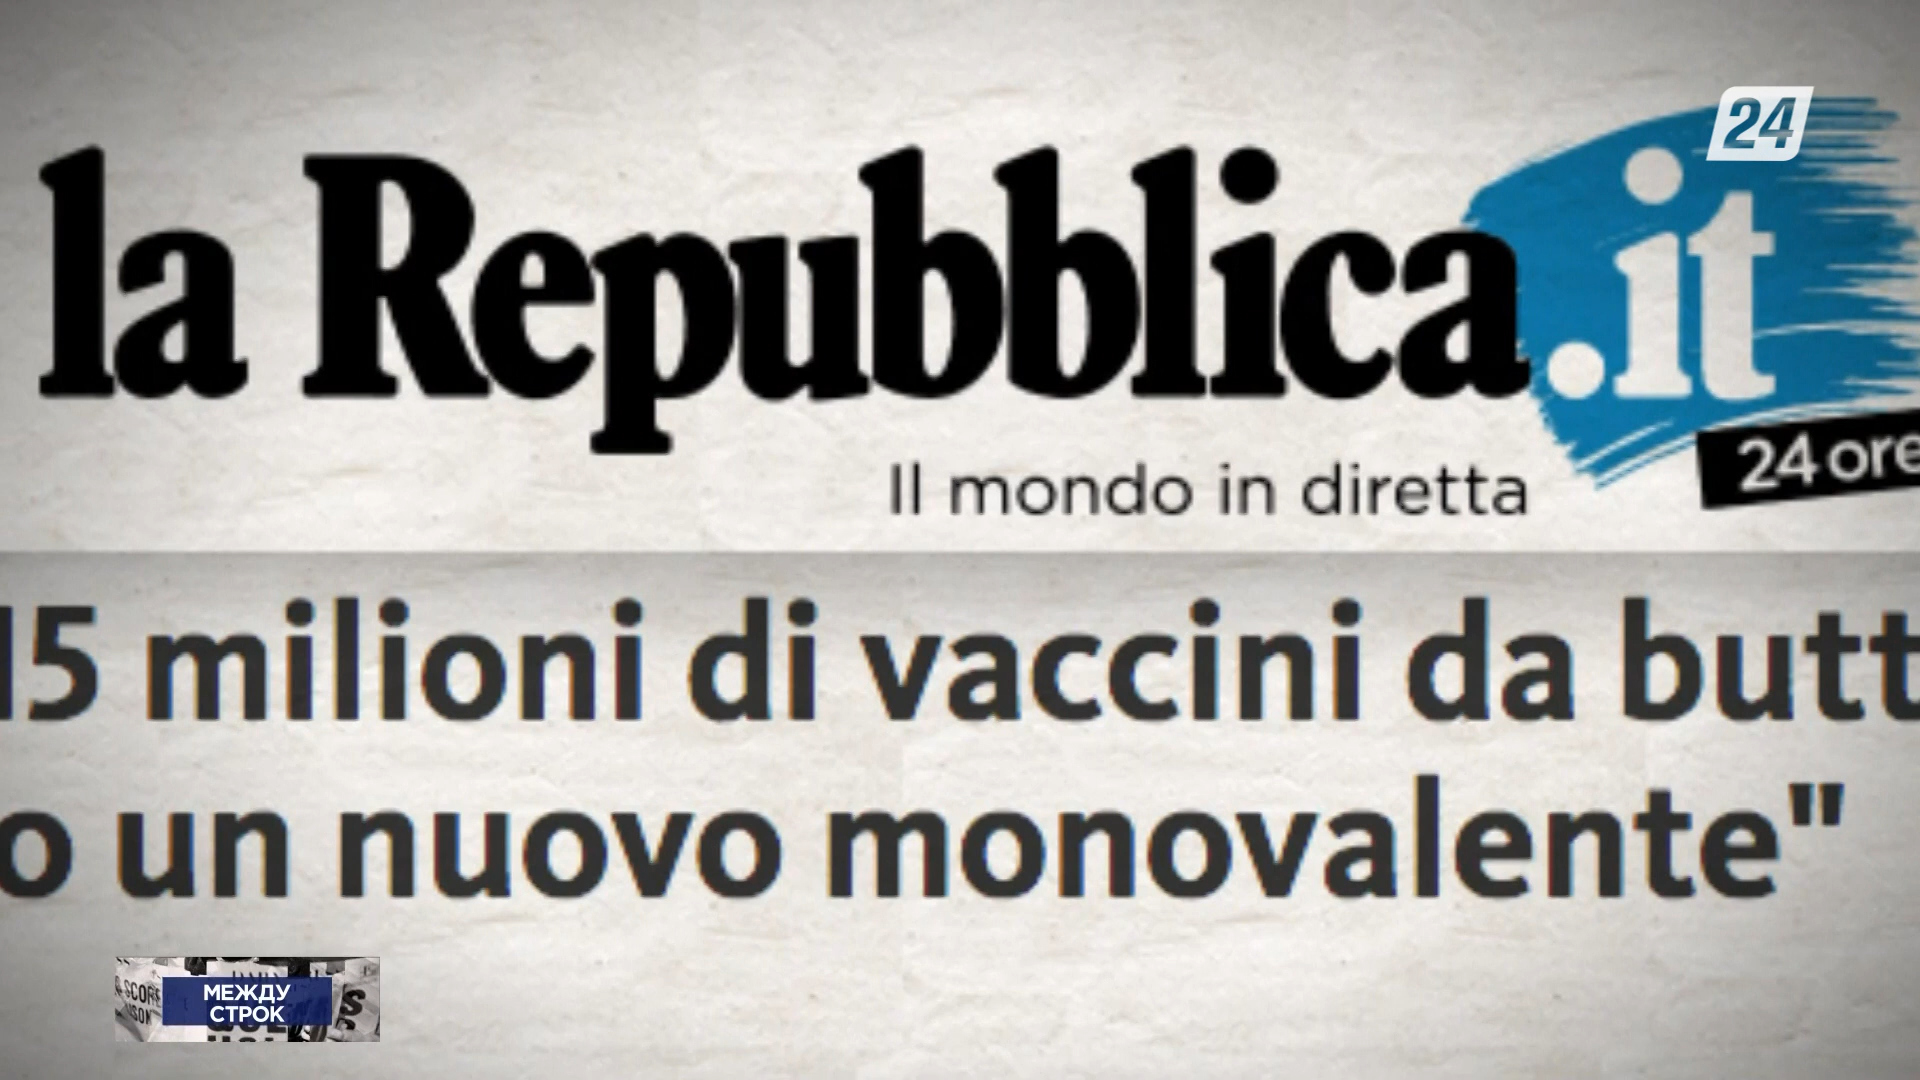 24
la Repubblica.it
24 ore
Il mondo in diretta
15 milioni di vaccini da butt
o un nuovo monovalente"
МЕЖДУ
СТРОК